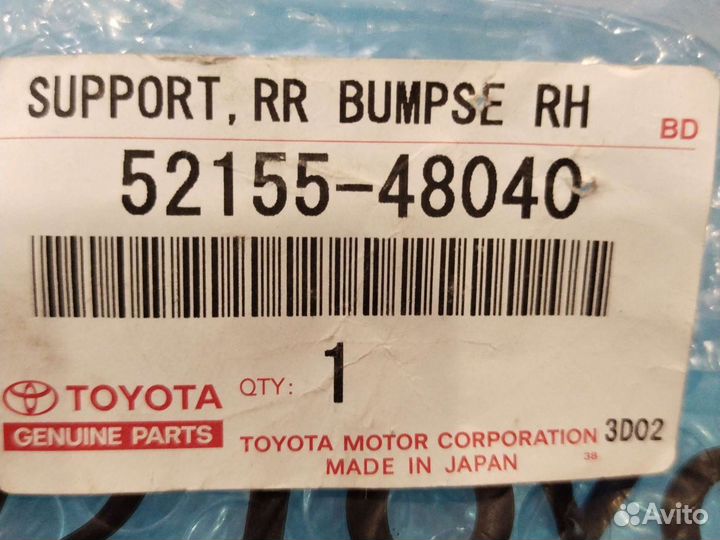 SUPPORT, RR BUMPSE RH
BD
52155-48040
TOYOTA
QTY: 1
GENUINE PARTS
TOYOTA MOTOR CORPORATION 3D02
MADE IN JAPAN
38
Avito